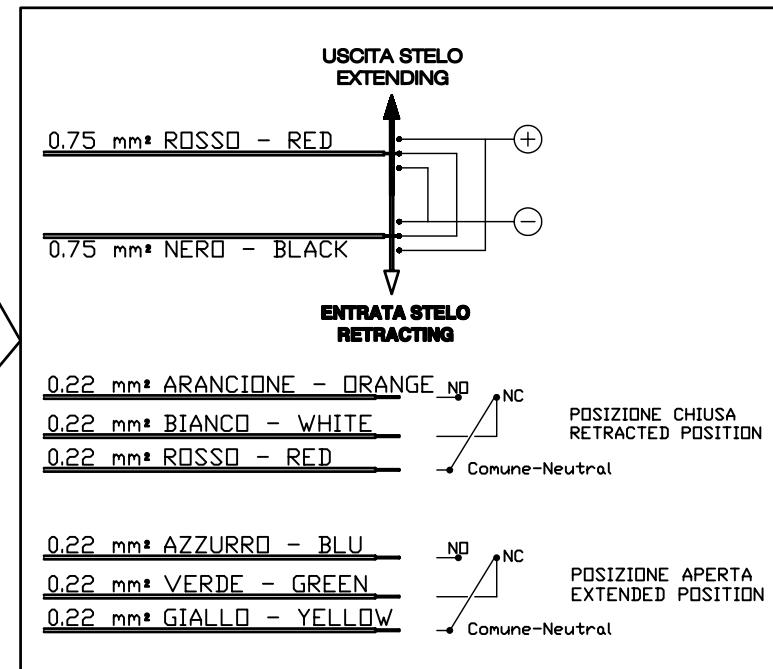 USCITA STELO
EXTENDING
0.75 mm² ROSSO - RED
+
-
0.75 mm² NERO - BLACK
ENTRATA STELO
RETRACTING
0.22 mm² ARANCIONE - ORANGE
NO
NC
0.22 mm² BIANCO - WHITE
POSIZIONE CHIUSA
RETRACTED POSITION
0.22 mm² ROSSO - RED
Comune-Neutral
0.22 mm² AZZURRO - BLU
NO
NC
0.22 mm² VERDE - GREEN
POSIZIONE APERTA
EXTENDED POSITION
0.22 mm² GIALLO - YELLOW
Comune-Neutral